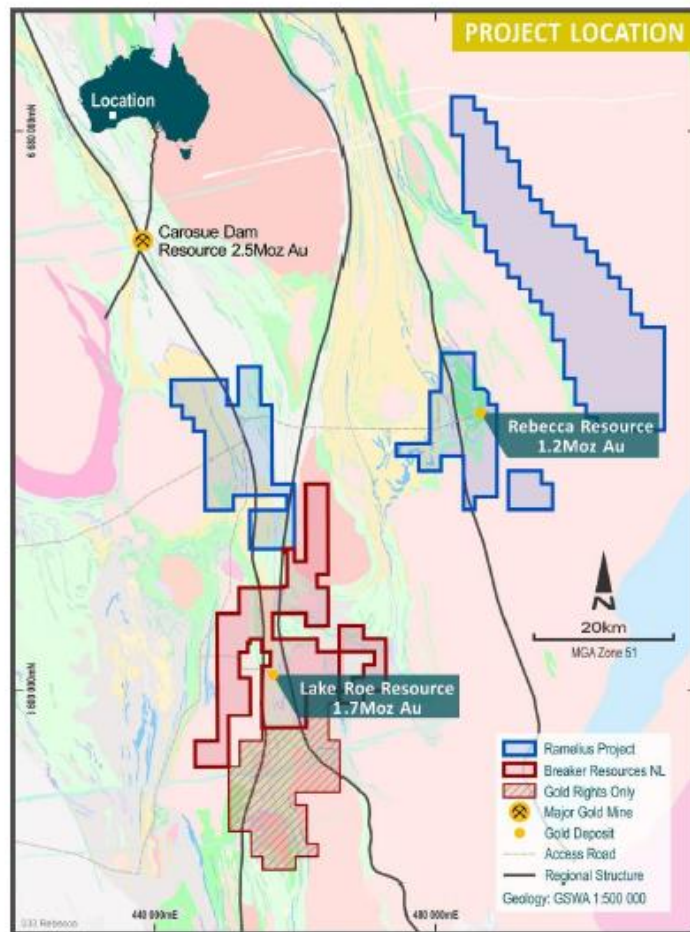 PROJECT LOCATION
Location
6 680 000mN
Carosue Dam
Resource 2.5Moz Au
Rebecca Resource
1.2Moz Au
N
20km
MGA Zone 51
Lake Roe Resource
1.7Moz Au
Ramelius Project
Breaker Resources NL
Gold Rights Only
Major Gold Mine
Gold Deposit
Access Road
Regional Structure
Geology: GSWA 1:500 000
440 000mE
480 000mE